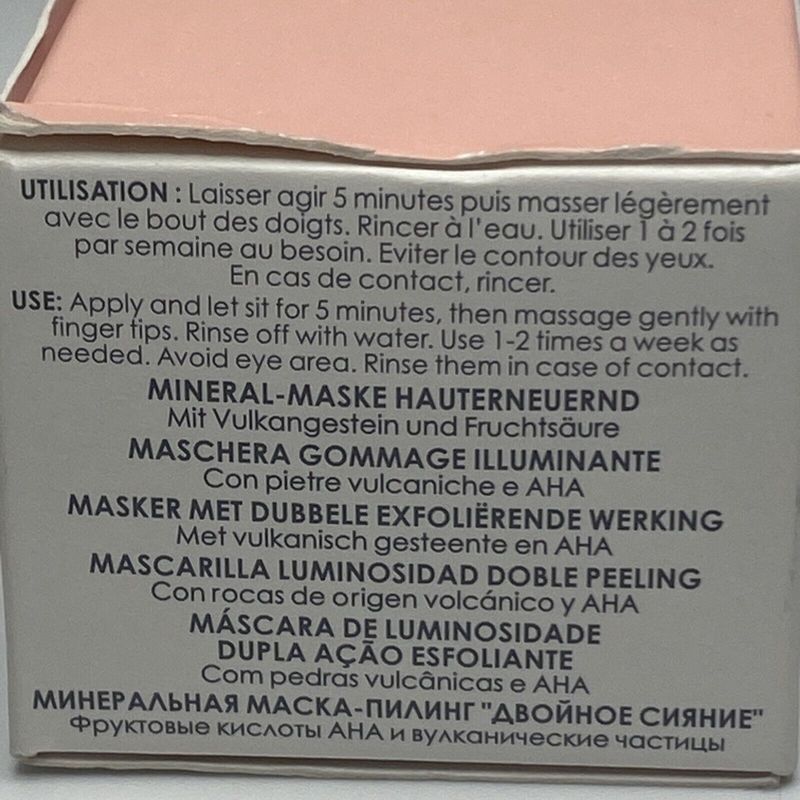 UTILISATION : Laisser agir 5 minutes puis masser légèrement
avec le bout des doigts. Rincer à l'eau. Utiliser 1 à 2 fois
par semaine au besoin. Eviter le contour des yeux.
En cas de contact, rincer.
USE: Apply and let sit for 5 minutes, then massage gently with
finger tips. Rinse off with water. Use 1-2 times a week as
needed. Avoid eye area. Rinse them in case of contact.
MINERAL-MASKE HAUTERNEUERND
Mit Vulkangestein und Fruchtsäure
MASCHERA GOMMAGE ILLUMINANTE
Con pietre vulcaniche e AHA
MASKER MET DUBBELE EXFOLIËRENDE WERKING
Met vulkanisch gesteente en AHA
MASCARILLA LUMINOSIDAD DOBLE PEELING
Con rocas de origen volcánico y AHA
MÁSCARA DE LUMINOSIDADE
DUPLA AÇÃO ESFOLIANTE
Com pedras vulcânicas e AHA
МИНЕРАЛЬНАЯ МАСКА-ПИЛИНГ "ДВОЙНОЕ СИЯНИЕ"
Фруктовые кислоты АНА и вулканические частицы